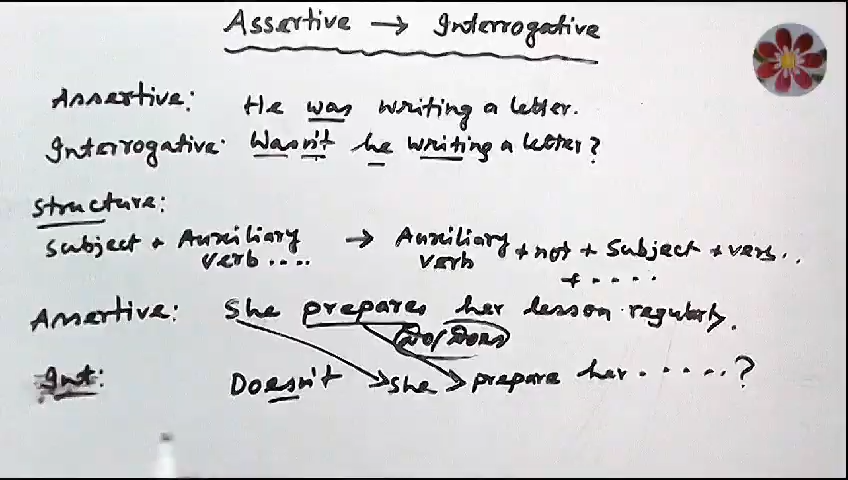 Assertive → Interrogative
Assertive: He was writing a letter.
Interrogative: Wasn't he writing a letter?
Structure:
Subject + Auxiliary verb.... → Auxiliary verb + not + Subject + verb.. + .....
Assertive: She prepares her lesson regularly.
(Do/Does)
Int: Doesn't she prepare her ......?